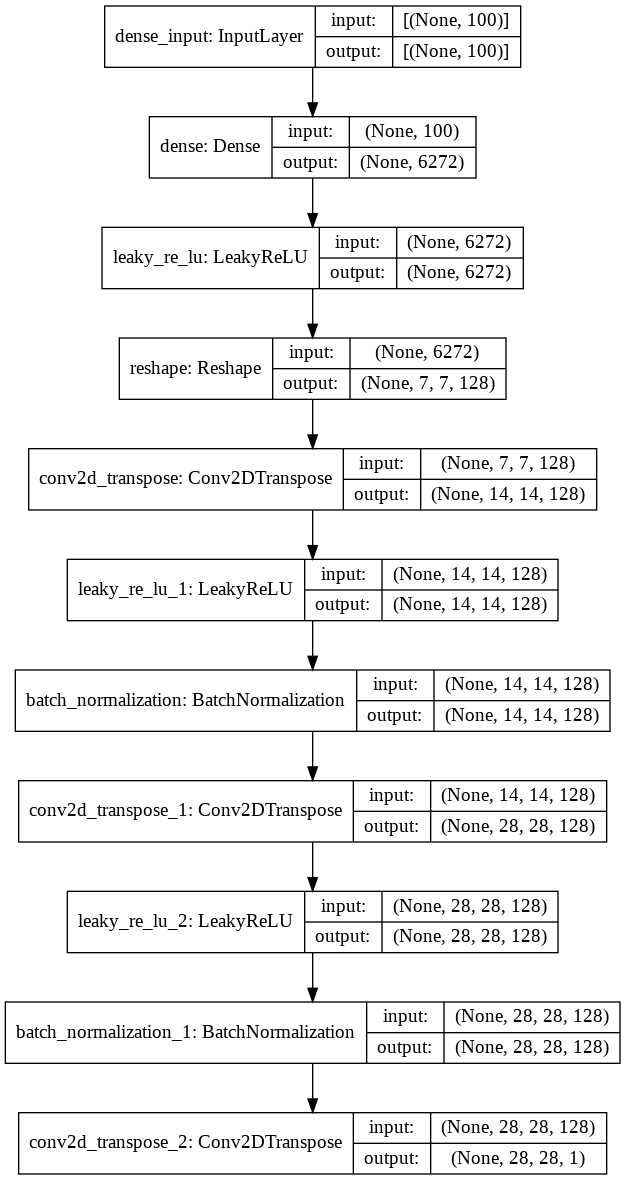 dense_input: InputLayer
input: [(None, 100)]
output: [(None, 100)]
dense: Dense
input: (None, 100)
output: (None, 6272)
leaky_re_lu: LeakyReLU
input: (None, 6272)
output: (None, 6272)
reshape: Reshape
input: (None, 6272)
output: (None, 7, 7, 128)
conv2d_transpose: Conv2DTranspose
input: (None, 7, 7, 128)
output: (None, 14, 14, 128)
leaky_re_lu_1: LeakyReLU
input: (None, 14, 14, 128)
output: (None, 14, 14, 128)
batch_normalization: BatchNormalization
input: (None, 14, 14, 128)
output: (None, 14, 14, 128)
conv2d_transpose_1: Conv2DTranspose
input: (None, 14, 14, 128)
output: (None, 28, 28, 128)
leaky_re_lu_2: LeakyReLU
input: (None, 28, 28, 128)
output: (None, 28, 28, 128)
batch_normalization_1: BatchNormalization
input: (None, 28, 28, 128)
output: (None, 28, 28, 128)
conv2d_transpose_2: Conv2DTranspose
input: (None, 28, 28, 128)
output: (None, 28, 28, 1)